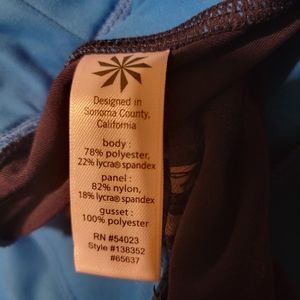 Designed in
Sonoma County,
California
body :
78% polyester,
22% lycra® spandex
panel :
82% nylon,
18% lycra® spandex
gusset :
100% polyester
RN #54023
Style #138352
#65637